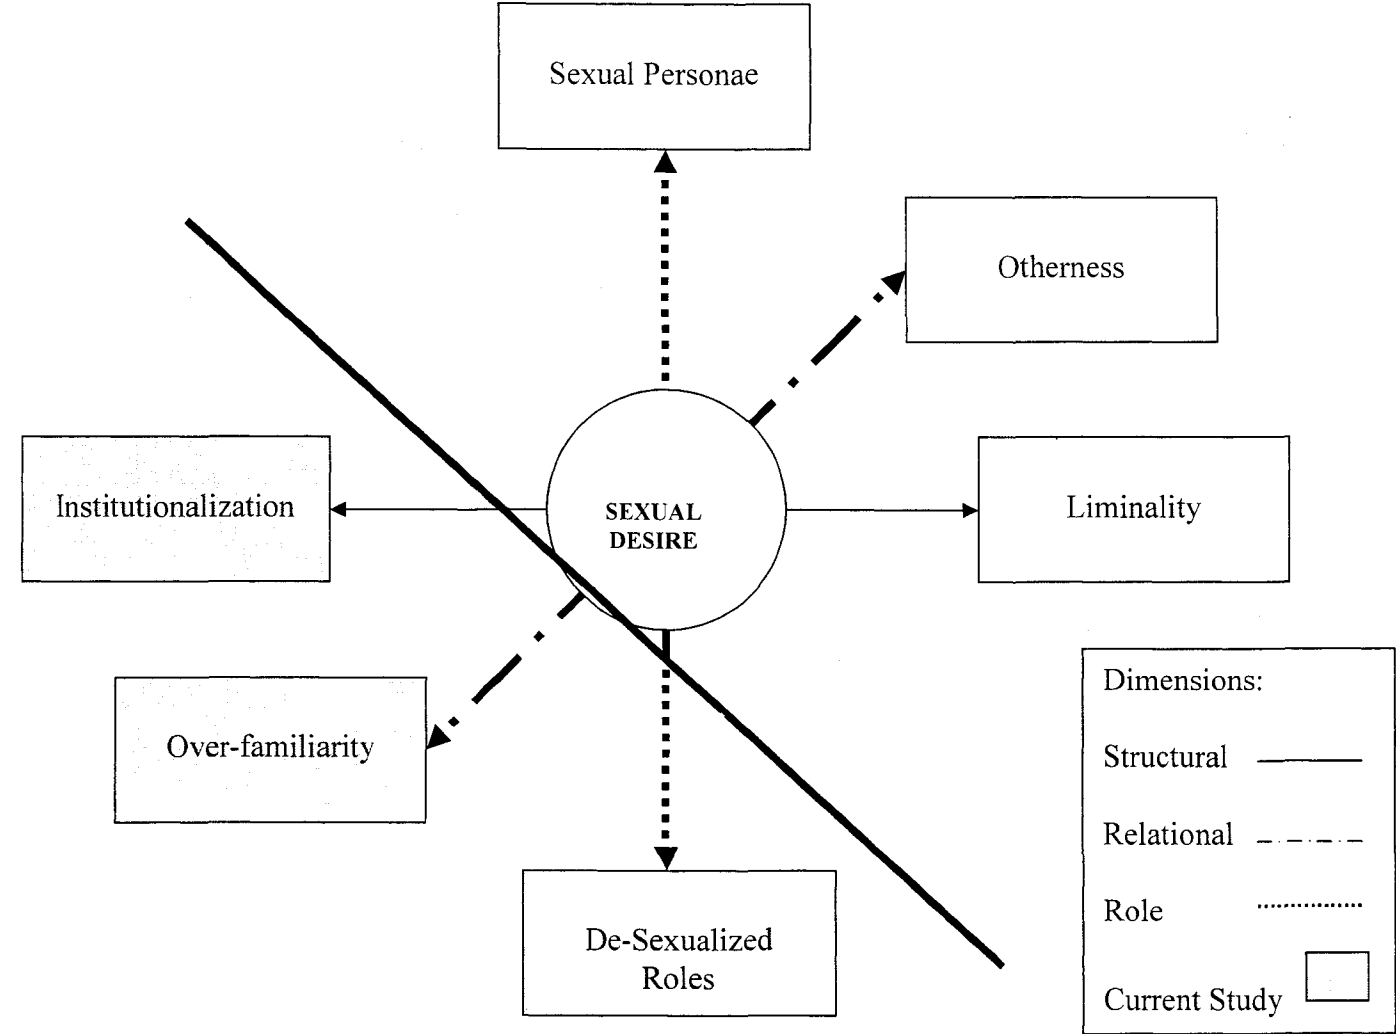 Sexual Personae
Otherness
Institutionalization
SEXUAL
DESIRE
Liminality
Over-familiarity
De-Sexualized
Roles
Dimensions:
Structural
Relational
Role
Current Study